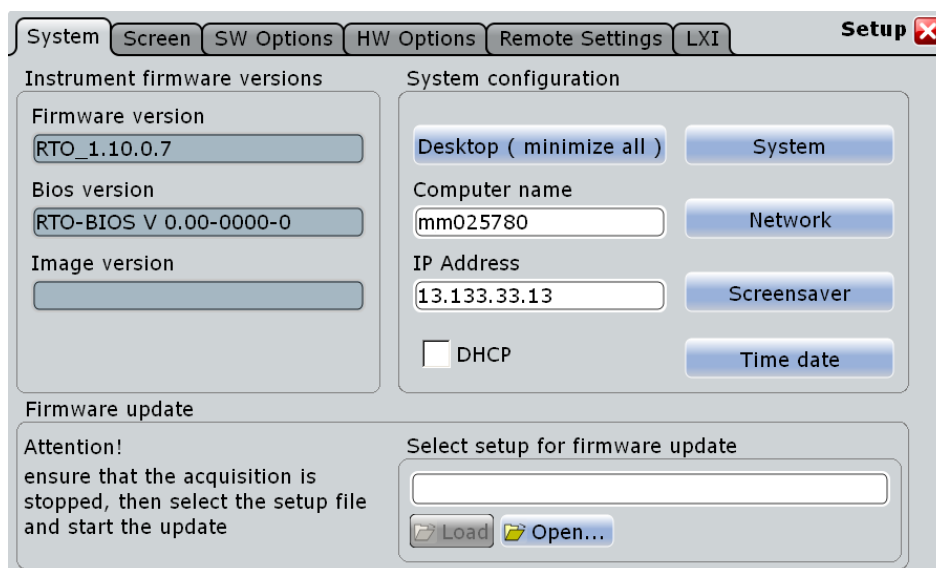 System
Screen
SW Options
HW Options
Remote Settings
LXI
Setup
Instrument firmware versions
Firmware version
RTO_1.10.0.7
Bios version
RTO-BIOS V 0.00-0000-0
Image version
System configuration
Desktop ( minimize all )
System
Computer name
mm025780
Network
IP Address
13.133.33.13
Screensaver
DHCP
Time date
Firmware update
Attention!
ensure that the acquisition is
stopped, then select the setup file
and start the update
Select setup for firmware update
Load
Open...